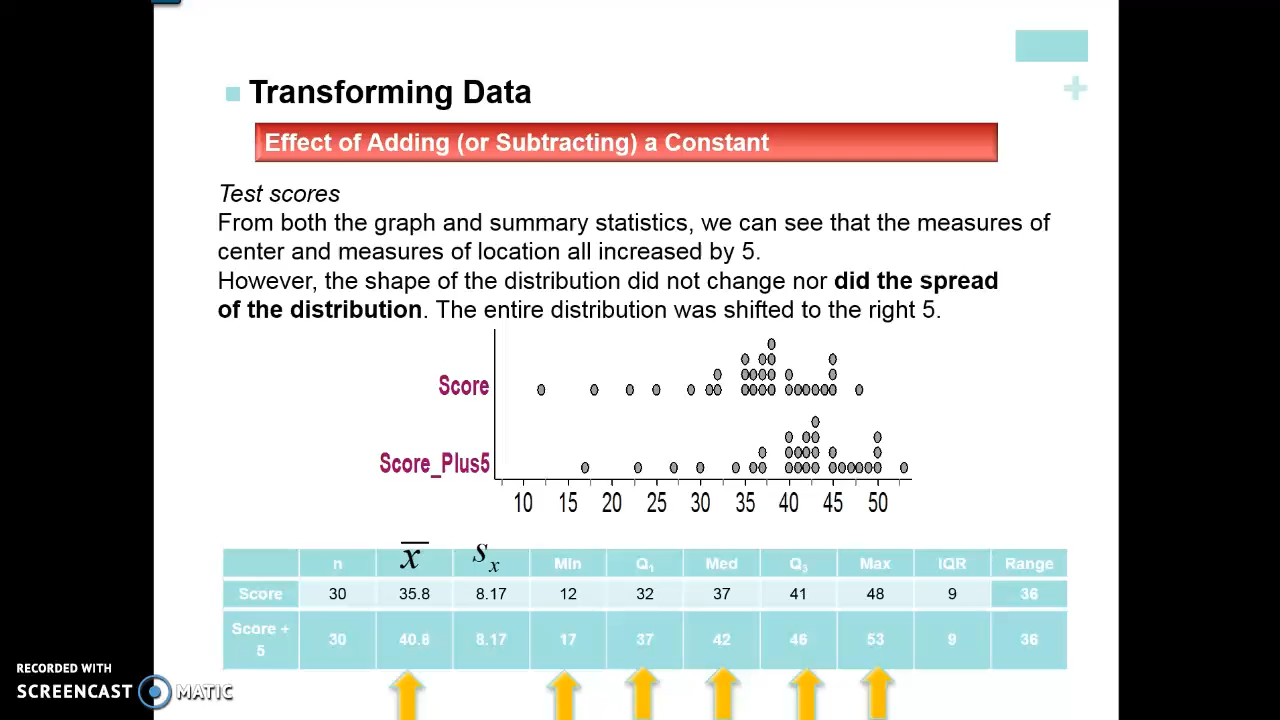 Transforming Data
Effect of Adding (or Subtracting) a Constant
Test scores
From both the graph and summary statistics, we can see that the measures of
center and measures of location all increased by 5.
However, the shape of the distribution did not change nor did the spread
of the distribution. The entire distribution was shifted to the right 5.
Score
Score_Plus5
10 15 20 25 30 35 40 45 50
n x̅ Sx Min Q1 Med Q3 Max IQR Range
Score 30 35.8 8.17 12 32 37 41 48 9 36
Score +
5 30 40.8 8.17 17 37 42 46 53 9 36
RECORDED WITH
SCREENCAST MATIC